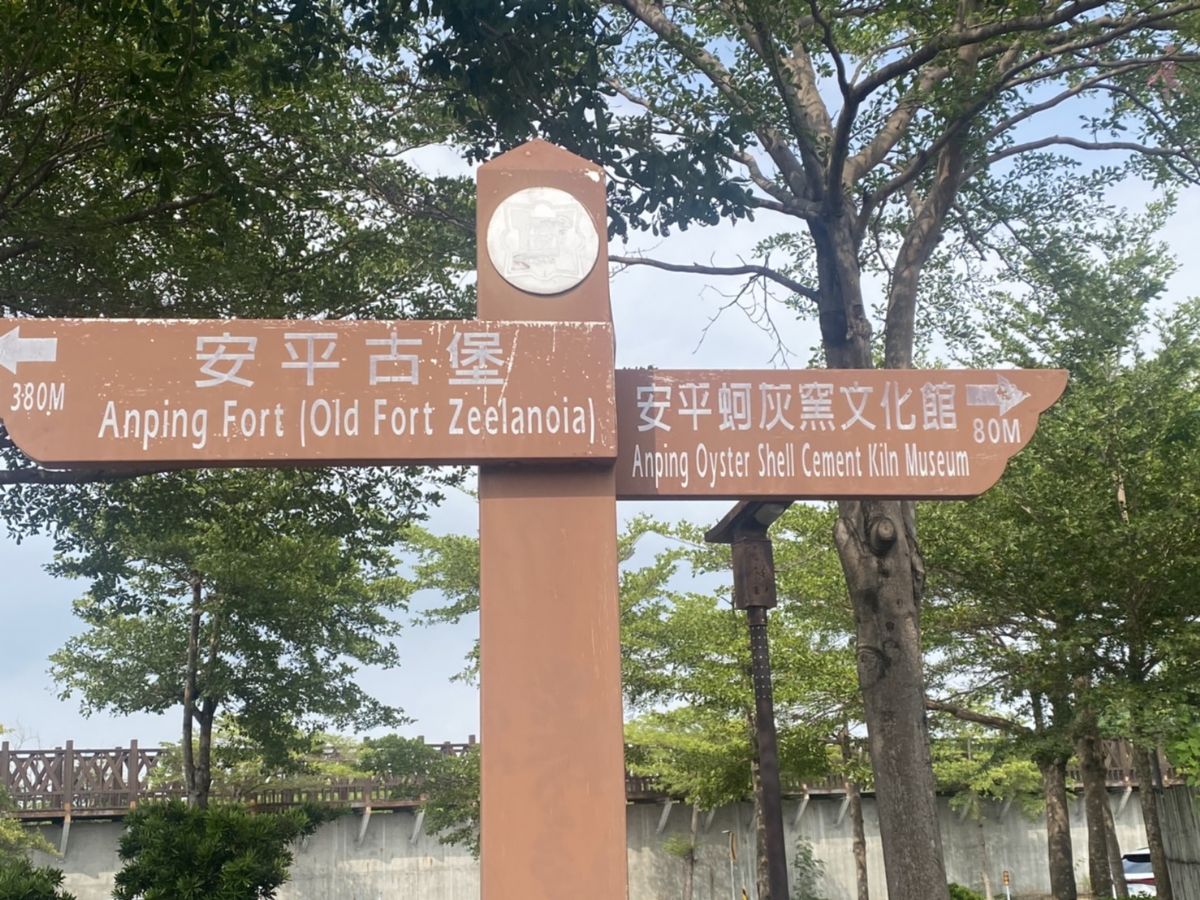 安平古堡
380M
Anping Fort (Old Fort Zeelanoia)
安平蚵灰窯文化館
80M
Anping Oyster Shell Cement Kiln Museum